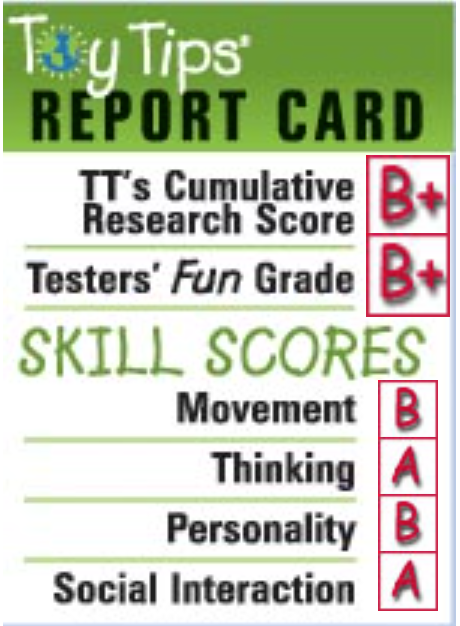 Toy Tips®
REPORT CARD
TT's Cumulative
Research Score B+
Testers' Fun Grade B+
SKILL SCORES
Movement B
Thinking A
Personality B
Social Interaction A